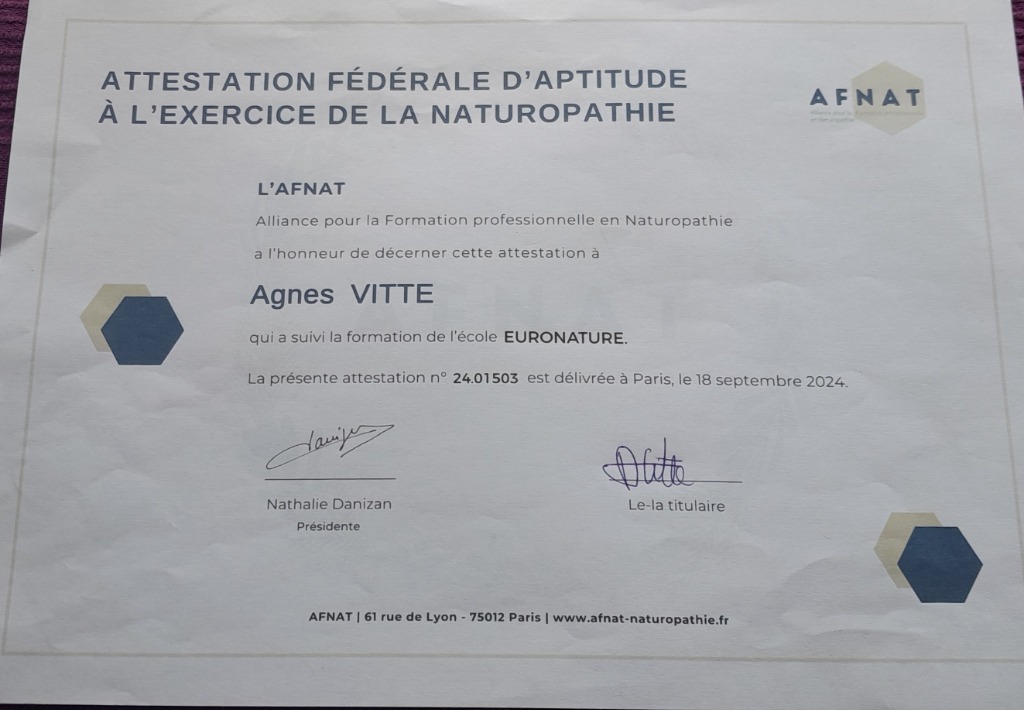 ATTESTATION FÉDÉRALE D'APTITUDE
À L'EXERCICE DE LA NATUROPATHIE
AFNAT
L'AFNAT
Alliance pour la Formation professionnelle en Naturopathie
a l'honneur de décerner cette attestation à
Agnes VITTE
qui a suivi la formation de l'école EURONATURE.
La présente attestation n° 24.01503 est délivrée à Paris, le 18 septembre 2024.
Nathalie Danizan
Présidente
Le-la titulaire
AFNAT | 61 rue de Lyon - 75012 Paris | www.afnat-naturopathie.fr